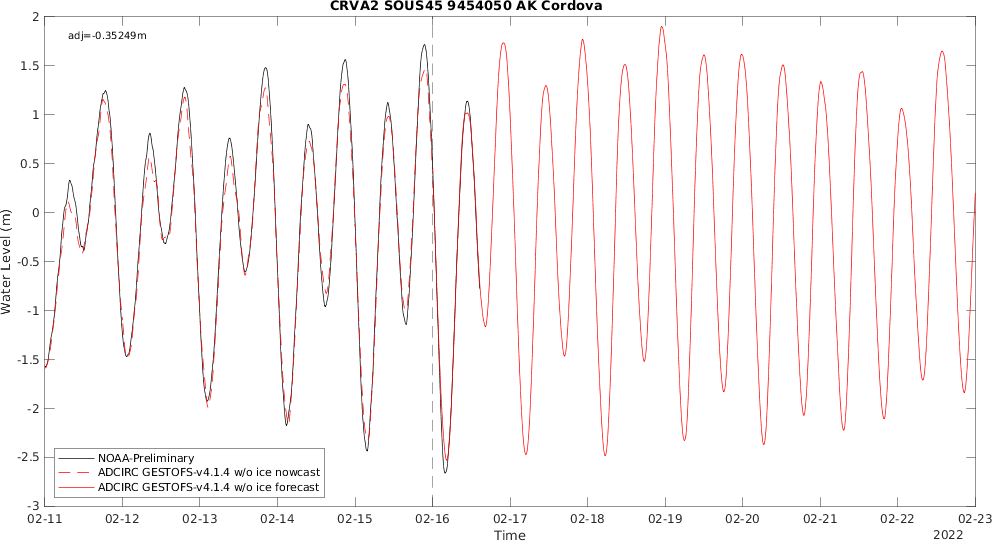 CRVA2 SOUS45 9454050 AK Cordova
adj=-0.35249m
2
1.5
1
0.5
0
-0.5
-1
-1.5
-2
-2.5
-3
Water Level (m)
NOAA-Preliminary
ADCIRC GESTOFS-v4.1.4 w/o ice nowcast
ADCIRC GESTOFS-v4.1.4 w/o ice forecast
02-11 02-12 02-13 02-14 02-15 02-16 02-17 02-18 02-19 02-20 02-21 02-22 02-23
Time
2022